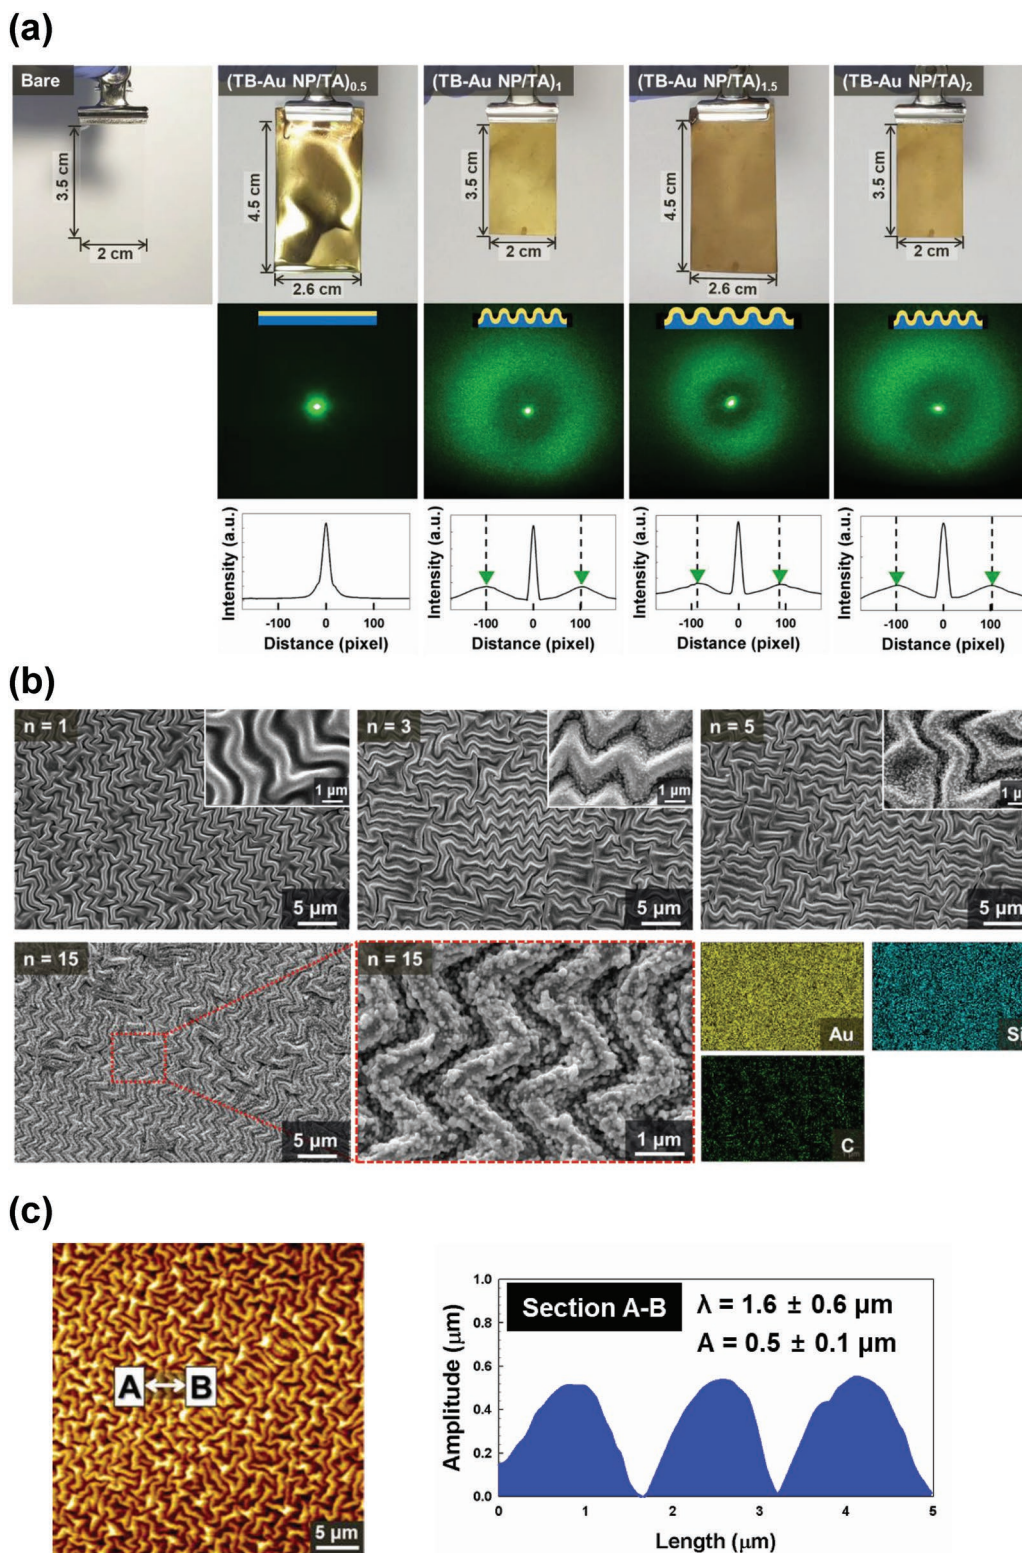 (a)
Bare
3.5 cm
2 cm
(TB-Au NP/TA)0.5
4.5 cm
2.6 cm
(TB-Au NP/TA)1
3.5 cm
2 cm
(TB-Au NP/TA)1.5
4.5 cm
2.6 cm
(TB-Au NP/TA)2
3.5 cm
2 cm
Intensity (a.u.)
-100 0 100
Distance (pixel)
Intensity (a.u.)
-100 0 100
Distance (pixel)
Intensity (a.u.)
-100 0 100
Distance (pixel)
Intensity (a.u.)
-100 0 100
Distance (pixel)
(b)
n = 1
1 μm
5 μm
n = 3
1 μm
5 μm
n = 5
1 μ
5 μm
n = 15
5 μm
n = 15
1 μm
Au
Si
C
(c)
A B
5 μm
Section A-B
λ = 1.6 ± 0.6 μm
A = 0.5 ± 0.1 μm
Amplitude (μm)
1.0
0.8
0.6
0.4
0.2
0.0
0 1 2 3 4 5
Length (μm)